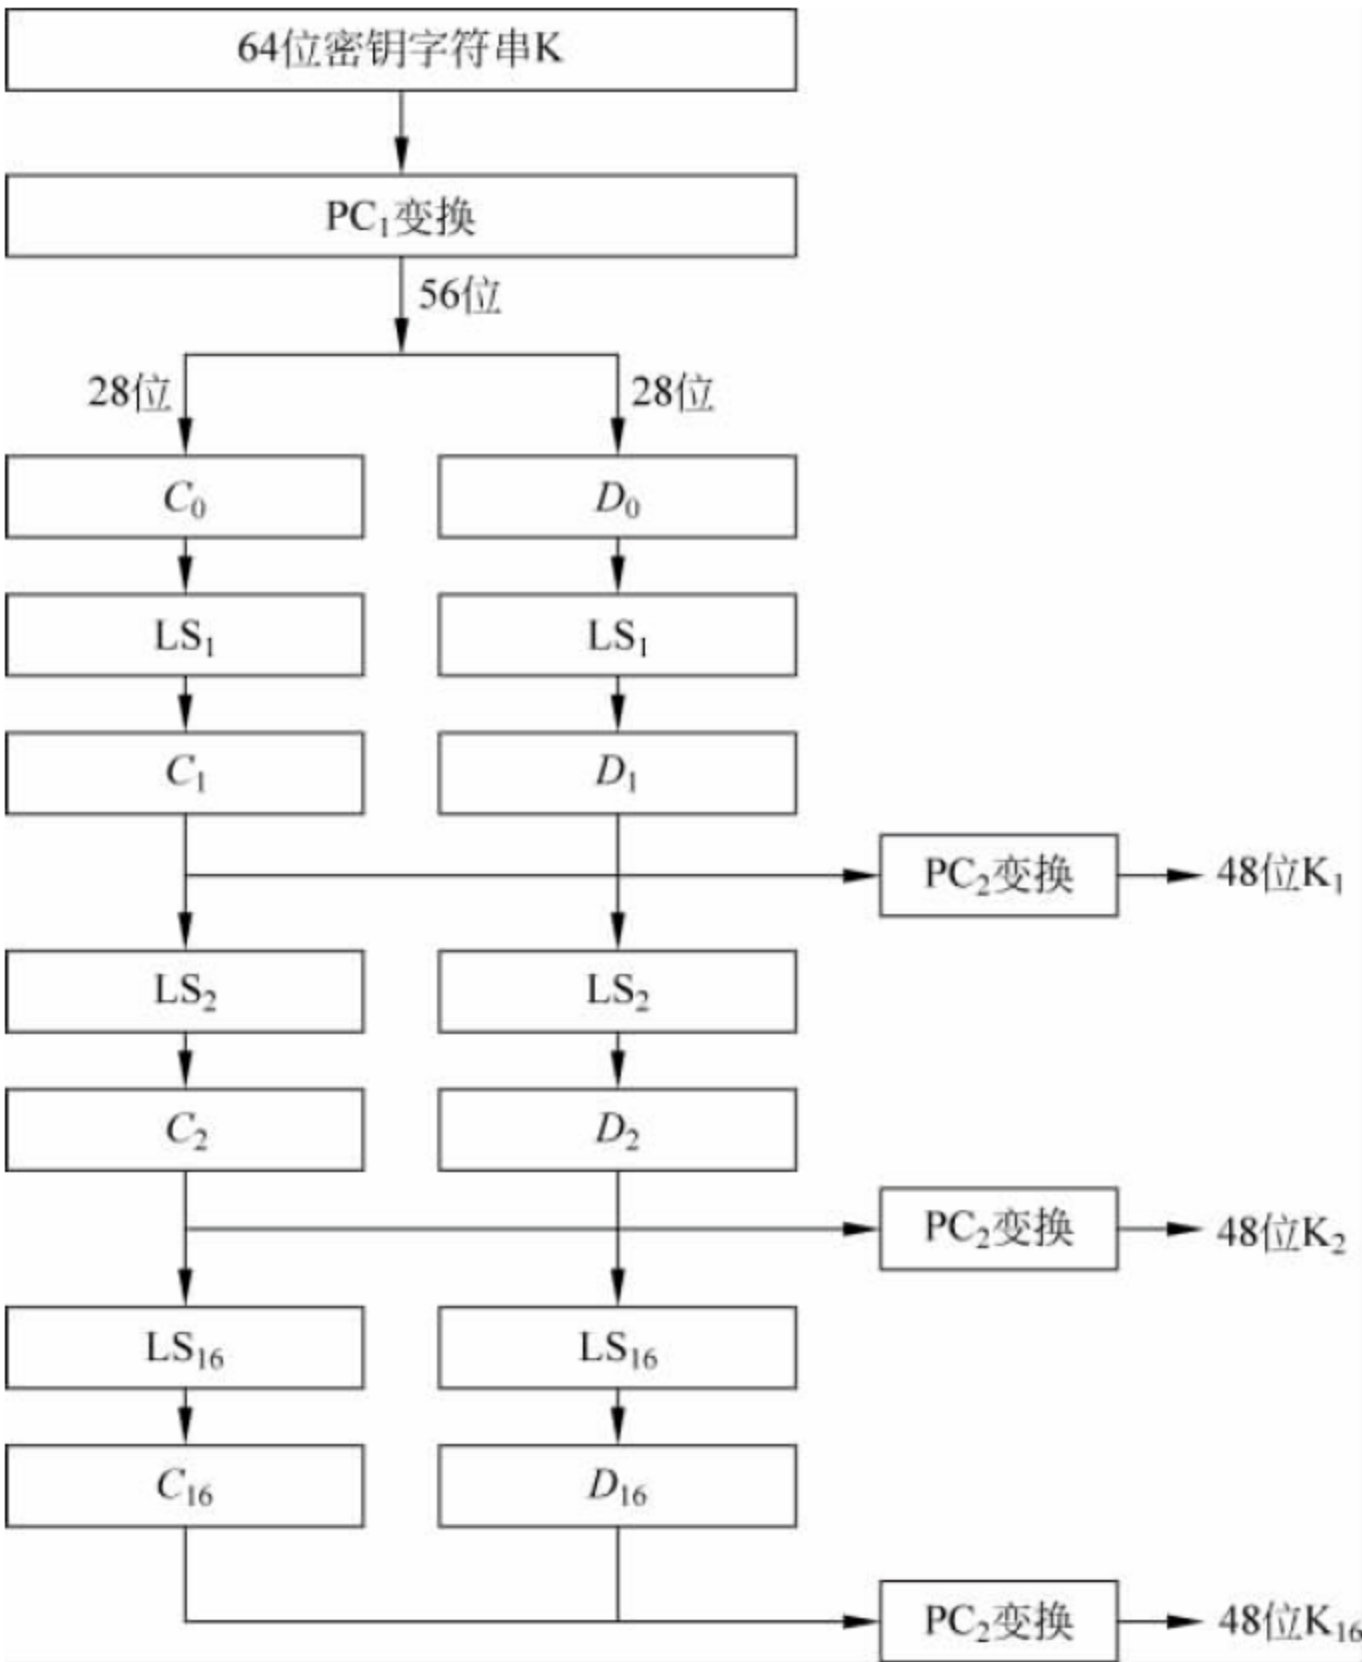 64位密钥字符串K
PC₁变换
56位
28位 28位
C₀ D₀
LS₁ LS₁
C₁ D₁
PC₂变换 48位K₁
LS₂ LS₂
C₂ D₂
PC₂变换 48位K₂
LS₁₆ LS₁₆
C₁₆ D₁₆
PC₂变换 48位K₁₆